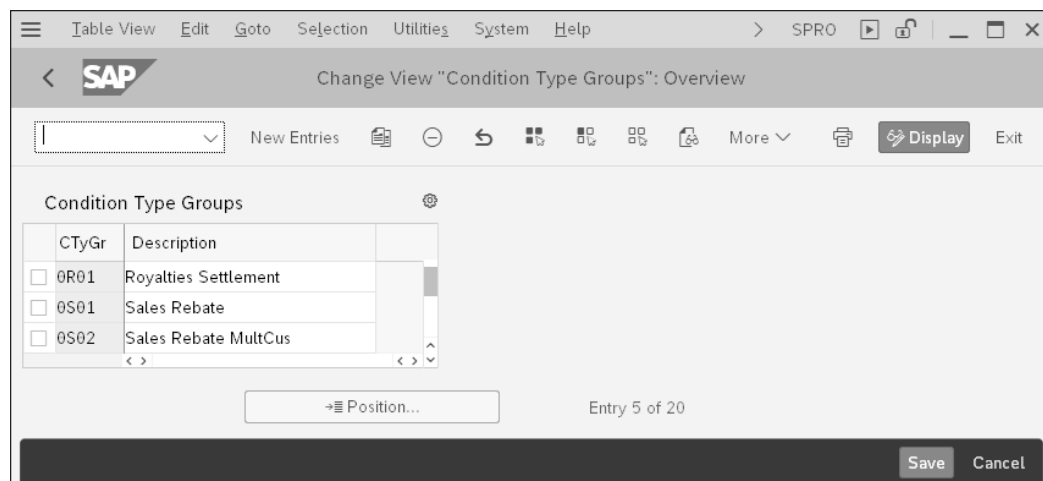 Table View Edit Goto Selection Utilities System Help SPRO
SAP Change View "Condition Type Groups": Overview
New Entries More Display Exit
Condition Type Groups
CTyGr Description
0R01 Royalties Settlement
0S01 Sales Rebate
0S02 Sales Rebate MultCus
Position... Entry 5 of 20
Save Cancel